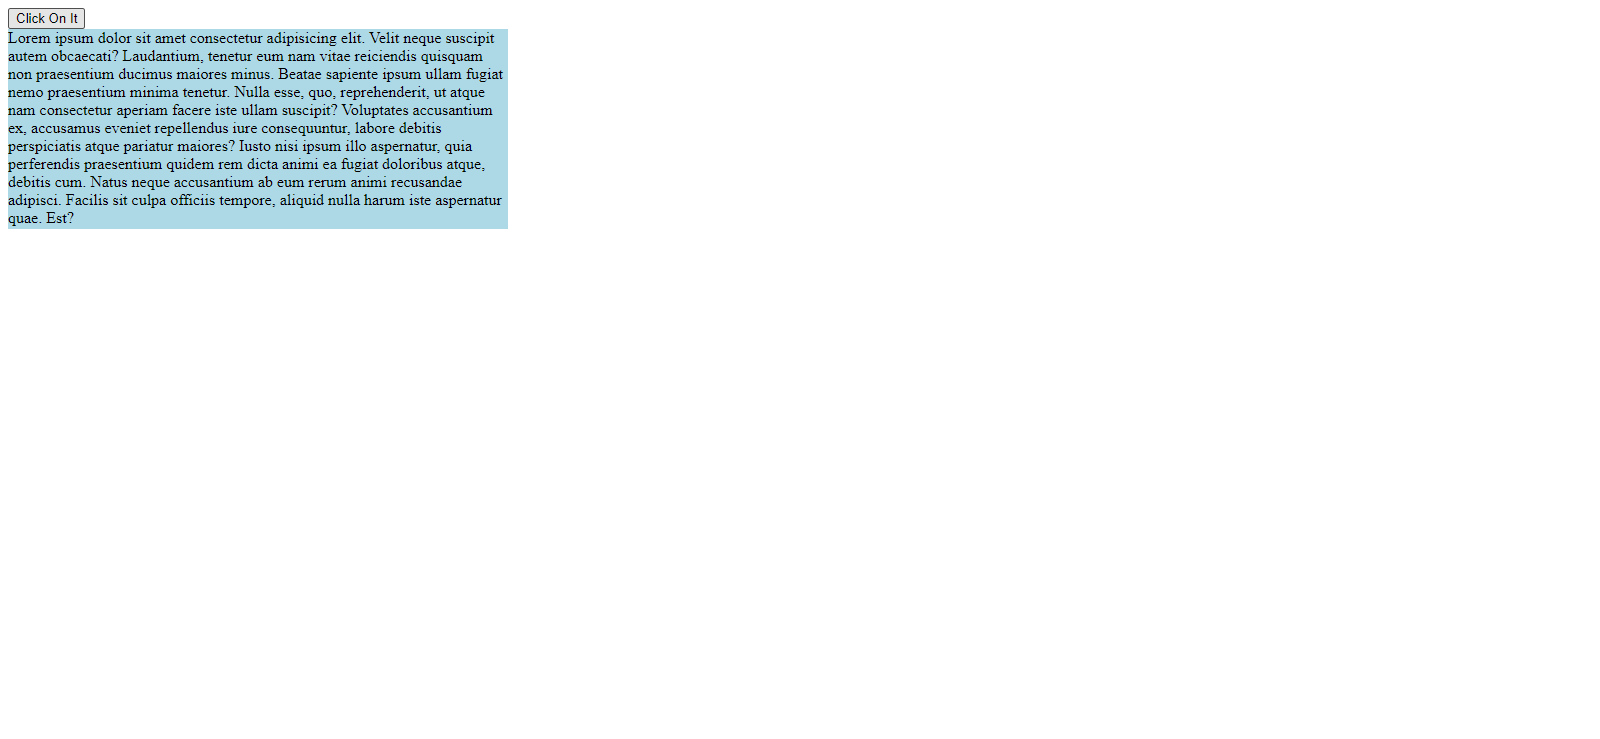 Click On It
Lorem ipsum dolor sit amet consectetur adipisicing elit. Velit neque suscipit
autem obcaecati? Laudantium, tenetur eum nam vitae reiciendis quisquam
non praesentium ducimus maiores minus. Beatae sapiente ipsum ullam fugiat
nemo praesentium minima tenetur. Nulla esse, quo, reprehenderit, ut atque
nam consectetur aperiam facere iste ullam suscipit? Voluptates accusantium
ex, accusamus eveniet repellendus iure consequuntur, labore debitis
perspiciatis atque pariatur maiores? Iusto nisi ipsum illo aspernatur, quia
perferendis praesentium quidem rem dicta animi ea fugiat doloribus atque,
debitis cum. Natus neque accusantium ab eum rerum animi recusandae
adipisci. Facilis sit culpa officiis tempore, aliquid nulla harum iste aspernatur
quae. Est?